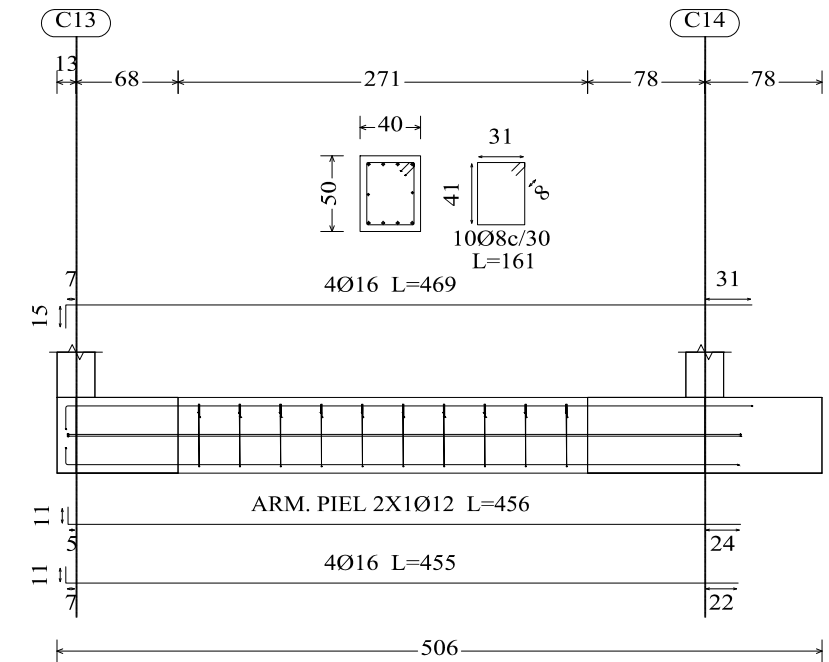 C13 C14
13 68 271 78 78
40
50
31
41
8
10Ø8c/30
L=161
7 4Ø16 L=469 31
15
ARM. PIEL 2X1Ø12 L=456
11
5 24
4Ø16 L=455
11
7 22
506